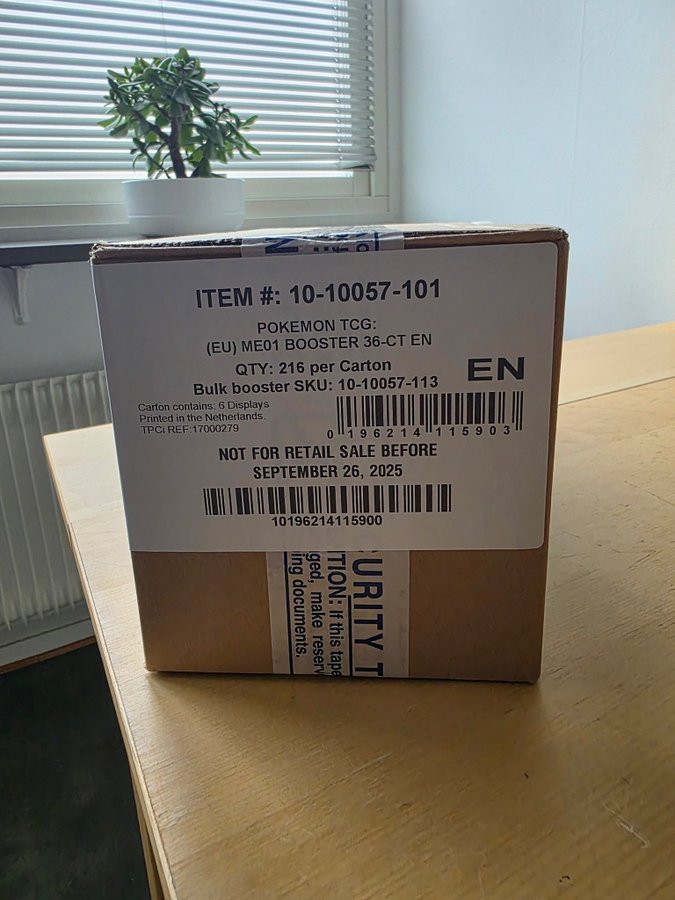 ITEM #: 10-10057-101
POKEMON TCG:
(EU) ME01 BOOSTER 36-CT EN
QTY: 216 per Carton
Bulk booster SKU: 10-10057-113
EN
Carton contains: 6 Displays
Printed in the Netherlands.
TPCi REF:17000279
0 196214 115903
NOT FOR RETAIL SALE BEFORE
SEPTEMBER 26, 2025
10196214115900
CURITY T
TION: If this tape
ged, make reserv
ing documents.